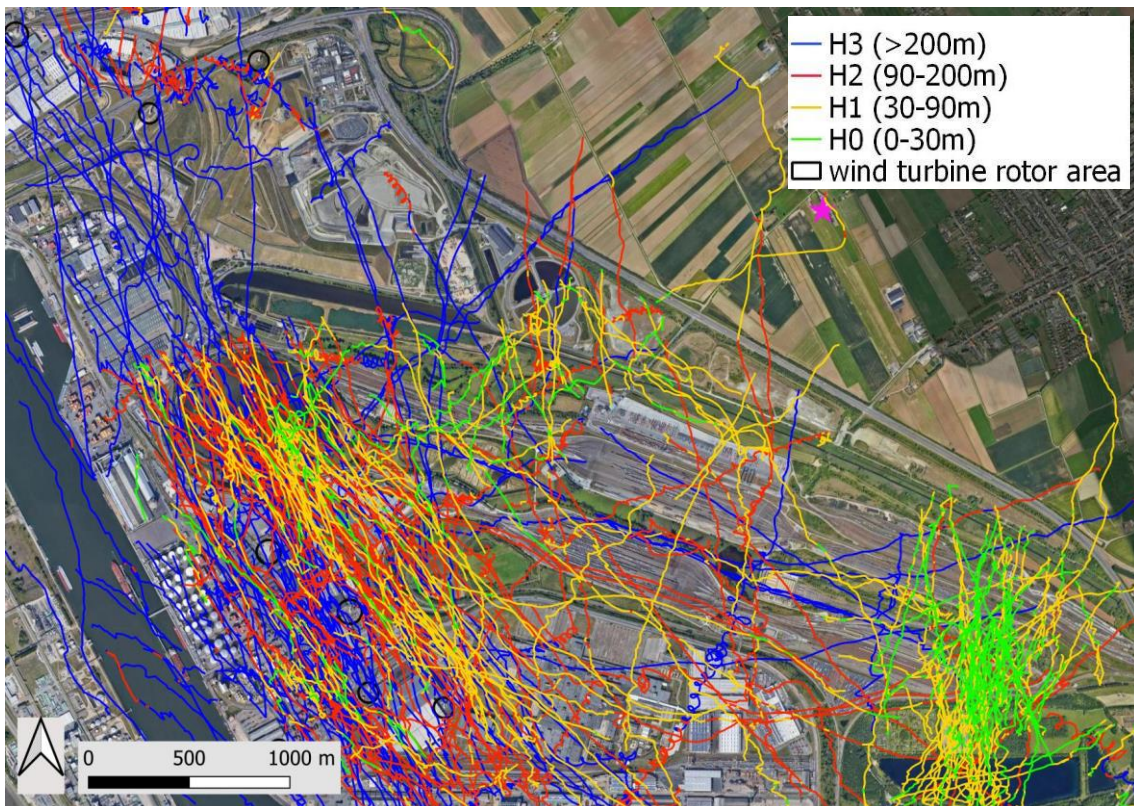 H3 (>200m)
H2 (90-200m)
H1 (30-90m)
H0 (0-30m)
wind turbine rotor area
0 500 1000 m